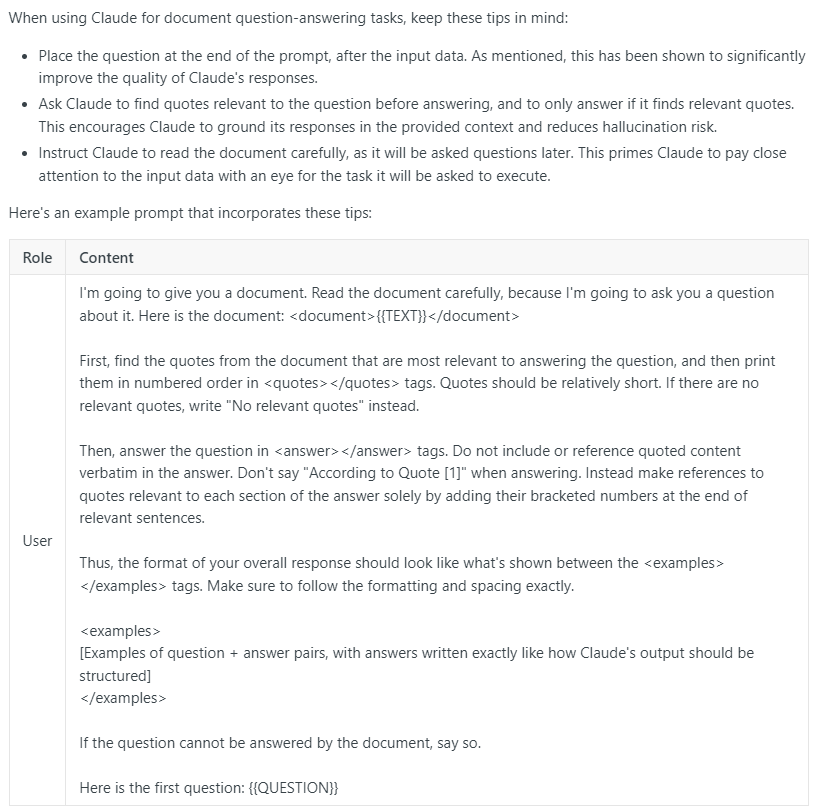 When using Claude for document question-answering tasks, keep these tips in mind:
• Place the question at the end of the prompt, after the input data. As mentioned, this has been shown to significantly
improve the quality of Claude's responses.
• Ask Claude to find quotes relevant to the question before answering, and to only answer if it finds relevant quotes.
This encourages Claude to ground its responses in the provided context and reduces hallucination risk.
• Instruct Claude to read the document carefully, as it will be asked questions later. This primes Claude to pay close
attention to the input data with an eye for the task it will be asked to execute.
Here's an example prompt that incorporates these tips:
Role Content
User
I'm going to give you a document. Read the document carefully, because I'm going to ask you a question
about it. Here is the document: <document>{{TEXT}}</document>
First, find the quotes from the document that are most relevant to answering the question, and then print
them in numbered order in <quotes></quotes> tags. Quotes should be relatively short. If there are no
relevant quotes, write "No relevant quotes" instead.
Then, answer the question in <answer></answer> tags. Do not include or reference quoted content
verbatim in the answer. Don't say "According to Quote [1]" when answering. Instead make references to
quotes relevant to each section of the answer solely by adding their bracketed numbers at the end of
relevant sentences.
Thus, the format of your overall response should look like what's shown between the <examples>
</examples> tags. Make sure to follow the formatting and spacing exactly.
<examples>
[Examples of question + answer pairs, with answers written exactly like how Claude's output should be
structured]
</examples>
If the question cannot be answered by the document, say so.
Here is the first question: {{QUESTION}}